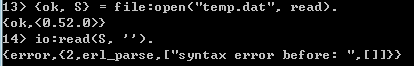 13> {ok, S} = file:open("temp.dat", read).
{ok,<0.52.0>}
14> io:read(S, '').
{error,{2,erl_parse,["syntax error before: ",[]]}}